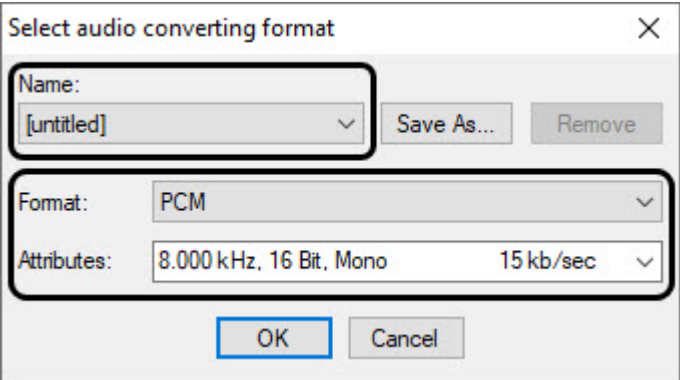 Select audio converting format
Name:
[untitled]
Save As...
Remove
Format:
PCM
Attributes:
8.000 kHz, 16 Bit, Mono 15 kb/sec
OK
Cancel